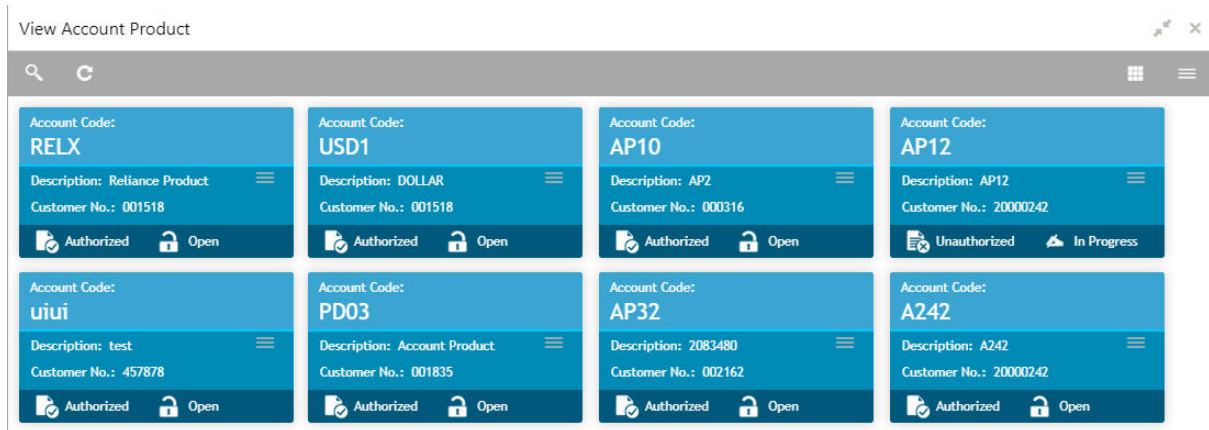 View Account Product
Account Code: Account Code: Account Code: Account Code:
RELX USD1 AP10 AP12
Description: Reliance Product Description: DOLLAR Description: AP2 Description: AP12
Customer No.: 001518 Customer No.: 001518 Customer No.: 000316 Customer No.: 20000242
Authorized Open Authorized Open Authorized Open Unauthorized In Progress
Account Code: Account Code: Account Code: Account Code:
uiui PD03 AP32 A242
Description: test Description: Account Product Description: 2083480 Description: A242
Customer No.: 457878 Customer No.: 001835 Customer No.: 002162 Customer No.: 20000242
Authorized Open Authorized Open Authorized Open Authorized Open